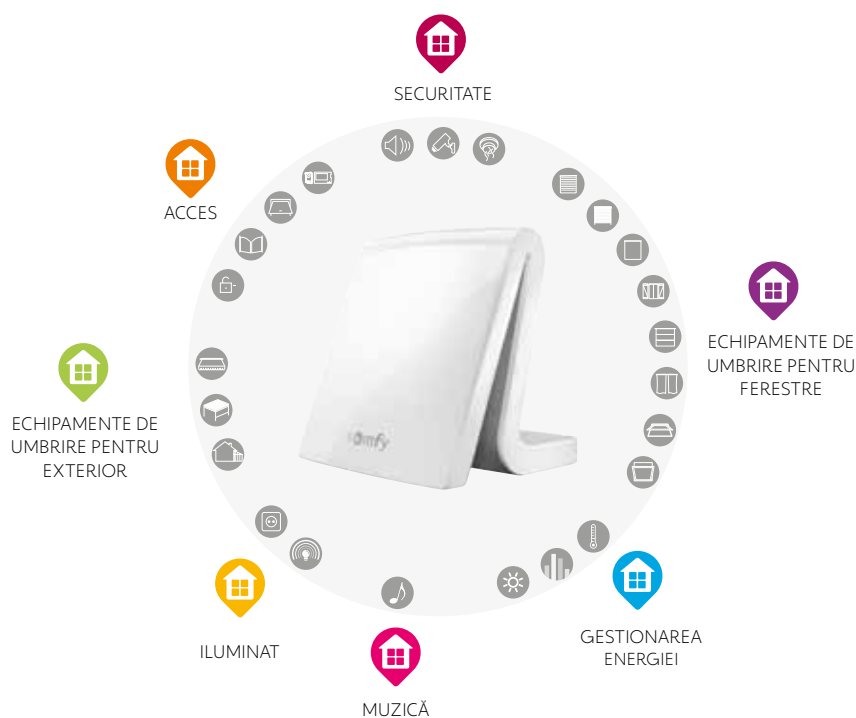 SECURITATE
ACCES
ECHIPAMENTE DE
UMBRIRE PENTRU
FERESTRE
ECHIPAMENTE DE
UMBRIRE PENTRU
EXTERIOR
somfy
ILUMINAT
GESTIONAREA
ENERGIEI
MUZICĂ